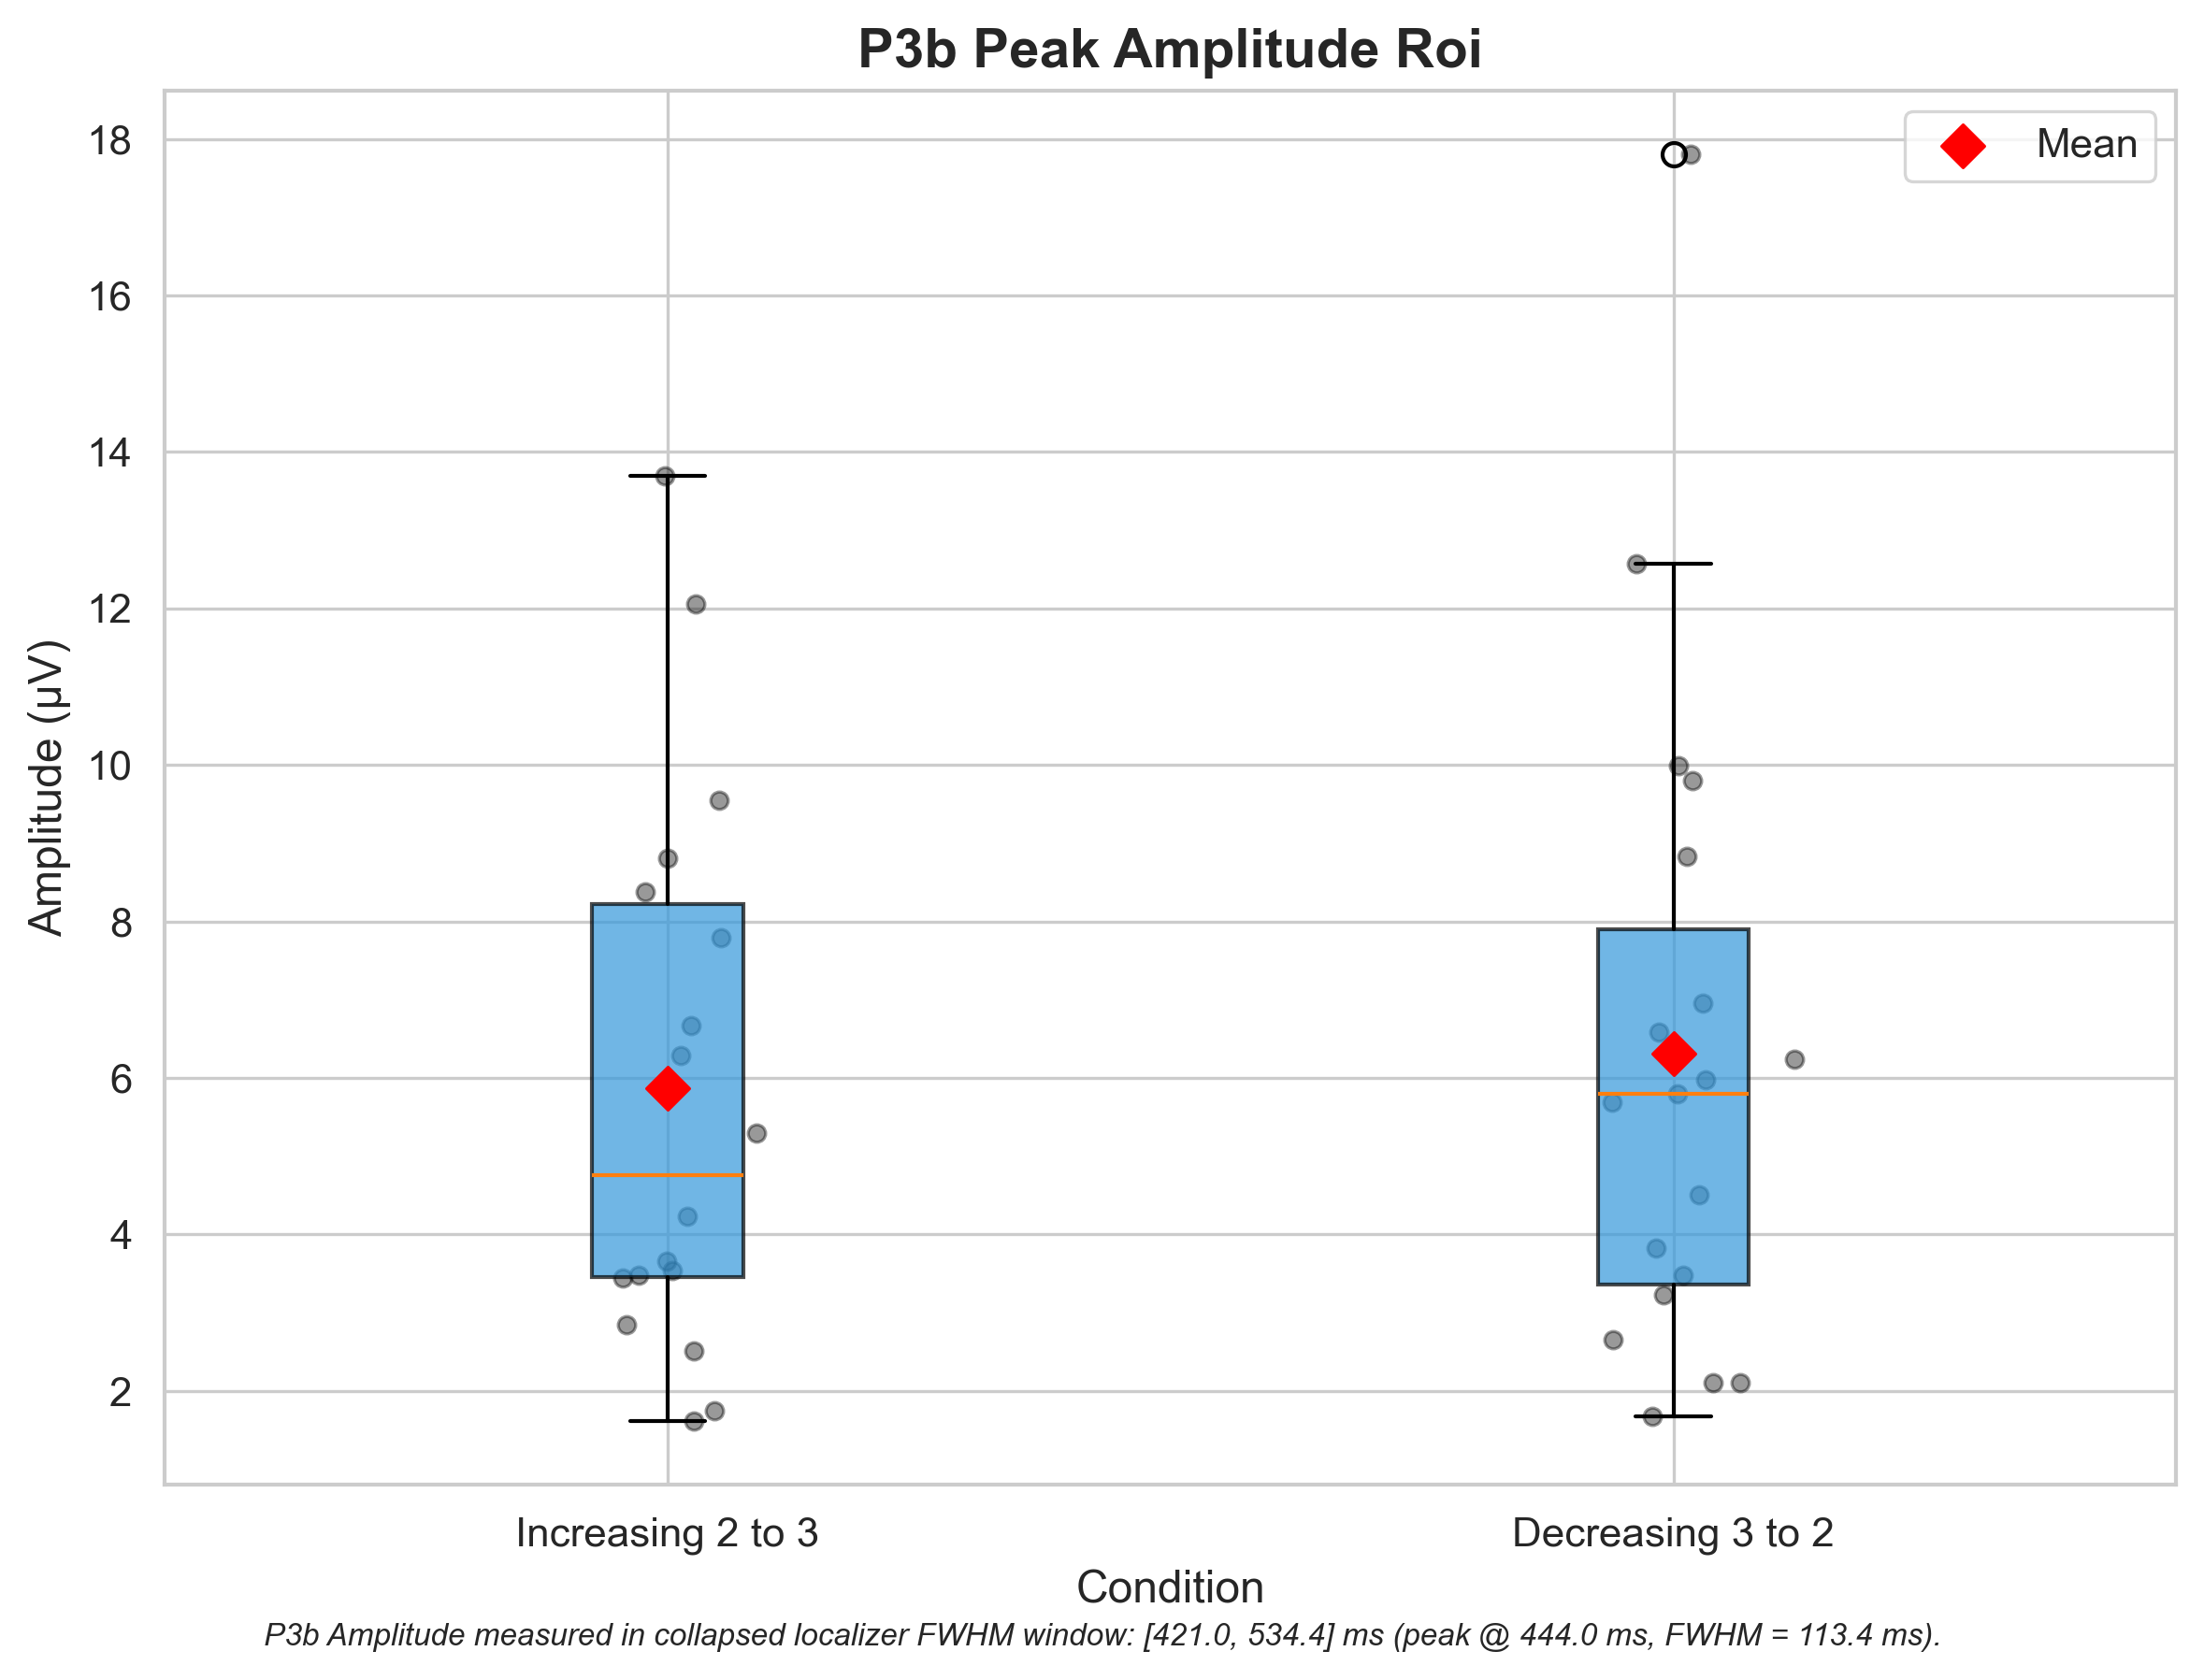 P3b Peak Amplitude Roi
Mean
18
16
14
12
10
8
6
4
2
Amplitude (µV)
Increasing 2 to 3
Decreasing 3 to 2
Condition
P3b Amplitude measured in collapsed localizer FWHM window: [421.0, 534.4] ms (peak @ 444.0 ms, FWHM = 113.4 ms).